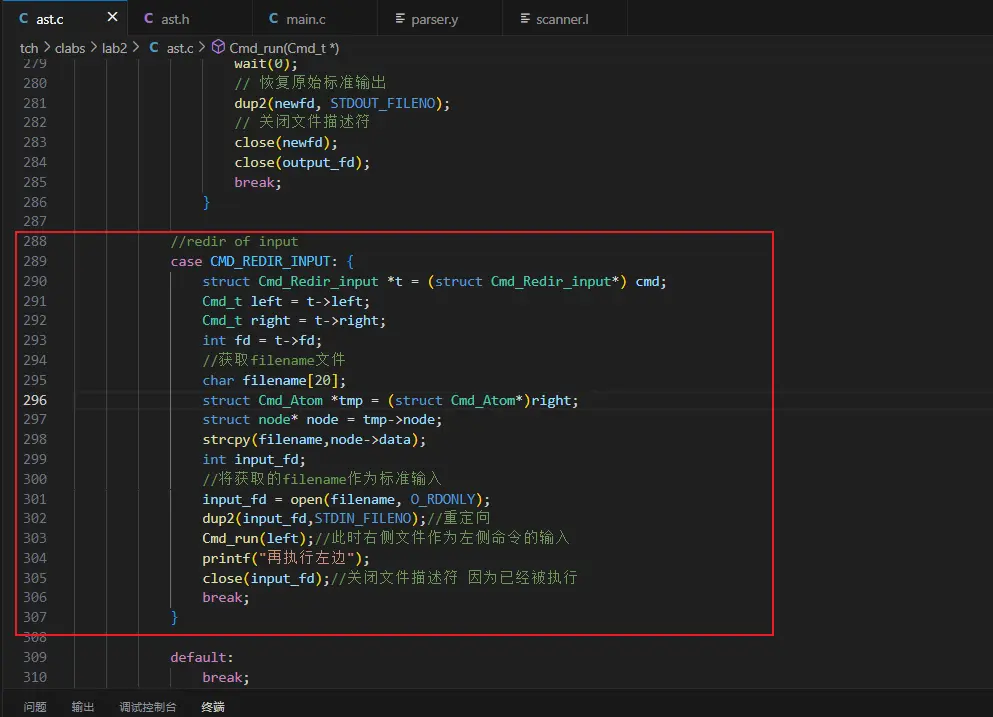 C ast.c × C ast.h C main.c parser.y scanner.l
tch > clabs > lab2 > C ast.c > Cmd_run(Cmd_t *)
279 wait(0);
280 // 恢复原始标准输出
281 dup2(newfd, STDOUT_FILENO);
282 // 关闭文件描述符
283 close(newfd);
284 close(output_fd);
285 break;
286 }
287
288 //redir of input
289 case CMD_REDIR_INPUT: {
290 struct Cmd_Redir_input *t = (struct Cmd_Redir_input*) cmd;
291 Cmd_t left = t->left;
292 Cmd_t right = t->right;
293 int fd = t->fd;
294 //获取filename文件
295 char filename[20];
296 struct Cmd_Atom *tmp = (struct Cmd_Atom*)right;
297 struct node* node = tmp->node;
298 strcpy(filename,node->data);
299 int input_fd;
300 //将获取的filename作为标准输入
301 input_fd = open(filename, O_RDONLY);
302 dup2(input_fd,STDIN_FILENO);//重定向
303 Cmd_run(left);//此时右侧文件作为左侧命令的输入
304 printf("再执行左边");
305 close(input_fd);//关闭文件描述符 因为已经被执行
306 break;
307 }
308
309 default:
310 break;
问题 输出 调试控制台 终端